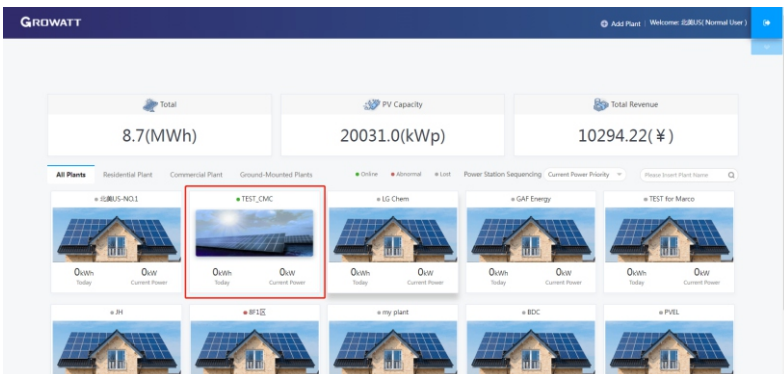 GROWATT
Add Plant | Welcome: 北美US( Normal User )
Total
PV Capacity
Total Revenue
8.7(MWh)
20031.0(kWp)
10294.22(¥)
All Plants Residential Plant Commercial Plant Ground-Mounted Plants Online Abnormal Lost Power Station Sequencing Current Power Priority Please Insert Plant Name
北美US-NO.1
TEST_CMC
LG Chem
GAF Energy
TEST for Marco
0kWh 0kW 0kWh 0kW 0kWh 0kW 0kWh 0kW 0kWh 0kW
Today Current Power Today Current Power Today Current Power Today Current Power Today Current Power
JH
8F1区
my plant
BDC
PVEL